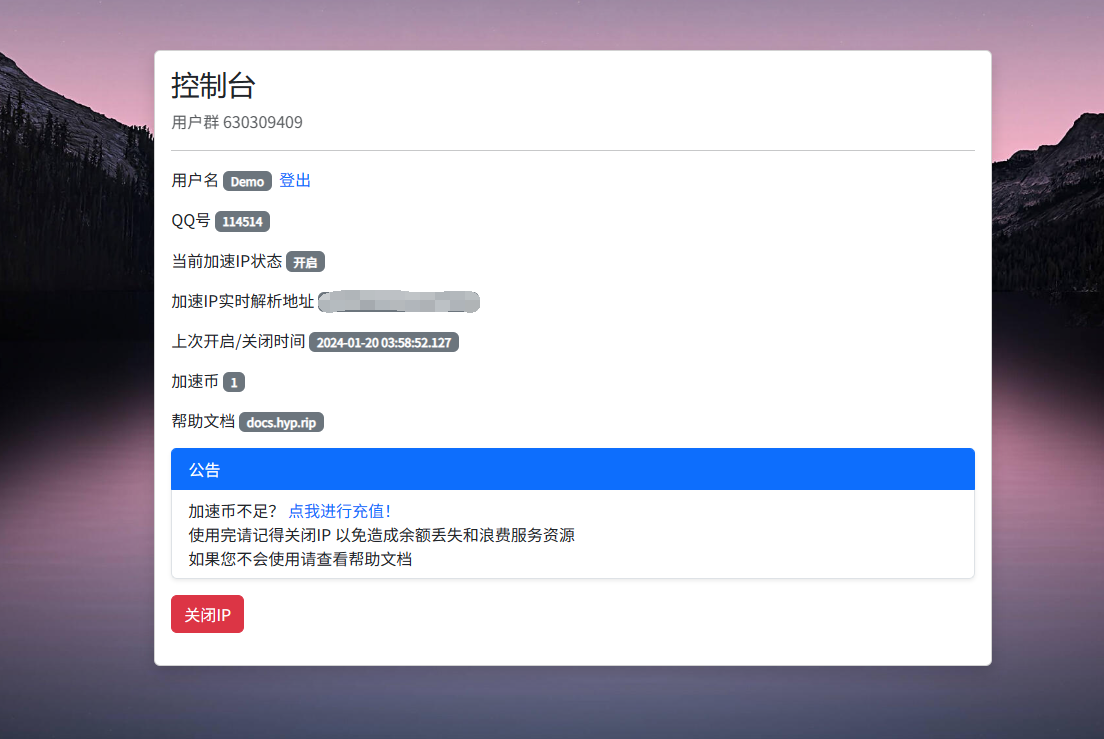 控制台
用户群 630309409
用户名 Demo 登出
QQ号 114514
当前加速IP状态 开启
加速IP实时解析地址
上次开启/关闭时间 2024-01-20 03:58:52.127
加速币 1
帮助文档 docs.hyp.rip
公告
加速币不足？ 点我进行充值！
使用完请记得关闭IP 以免造成余额丢失和浪费服务资源
如果您不会使用请查看帮助文档
关闭IP